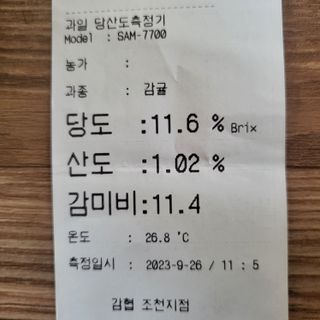 과일 당산도측정기
Model : SAM-7700
농가 :
과종 : 감귤
당도 :11.6 % Brix
산도 :1.02 %
감미비:11.4
온도 : 26.8 'C
측정일시 : 2023-9-26 / 11 : 5
감협 조천지점